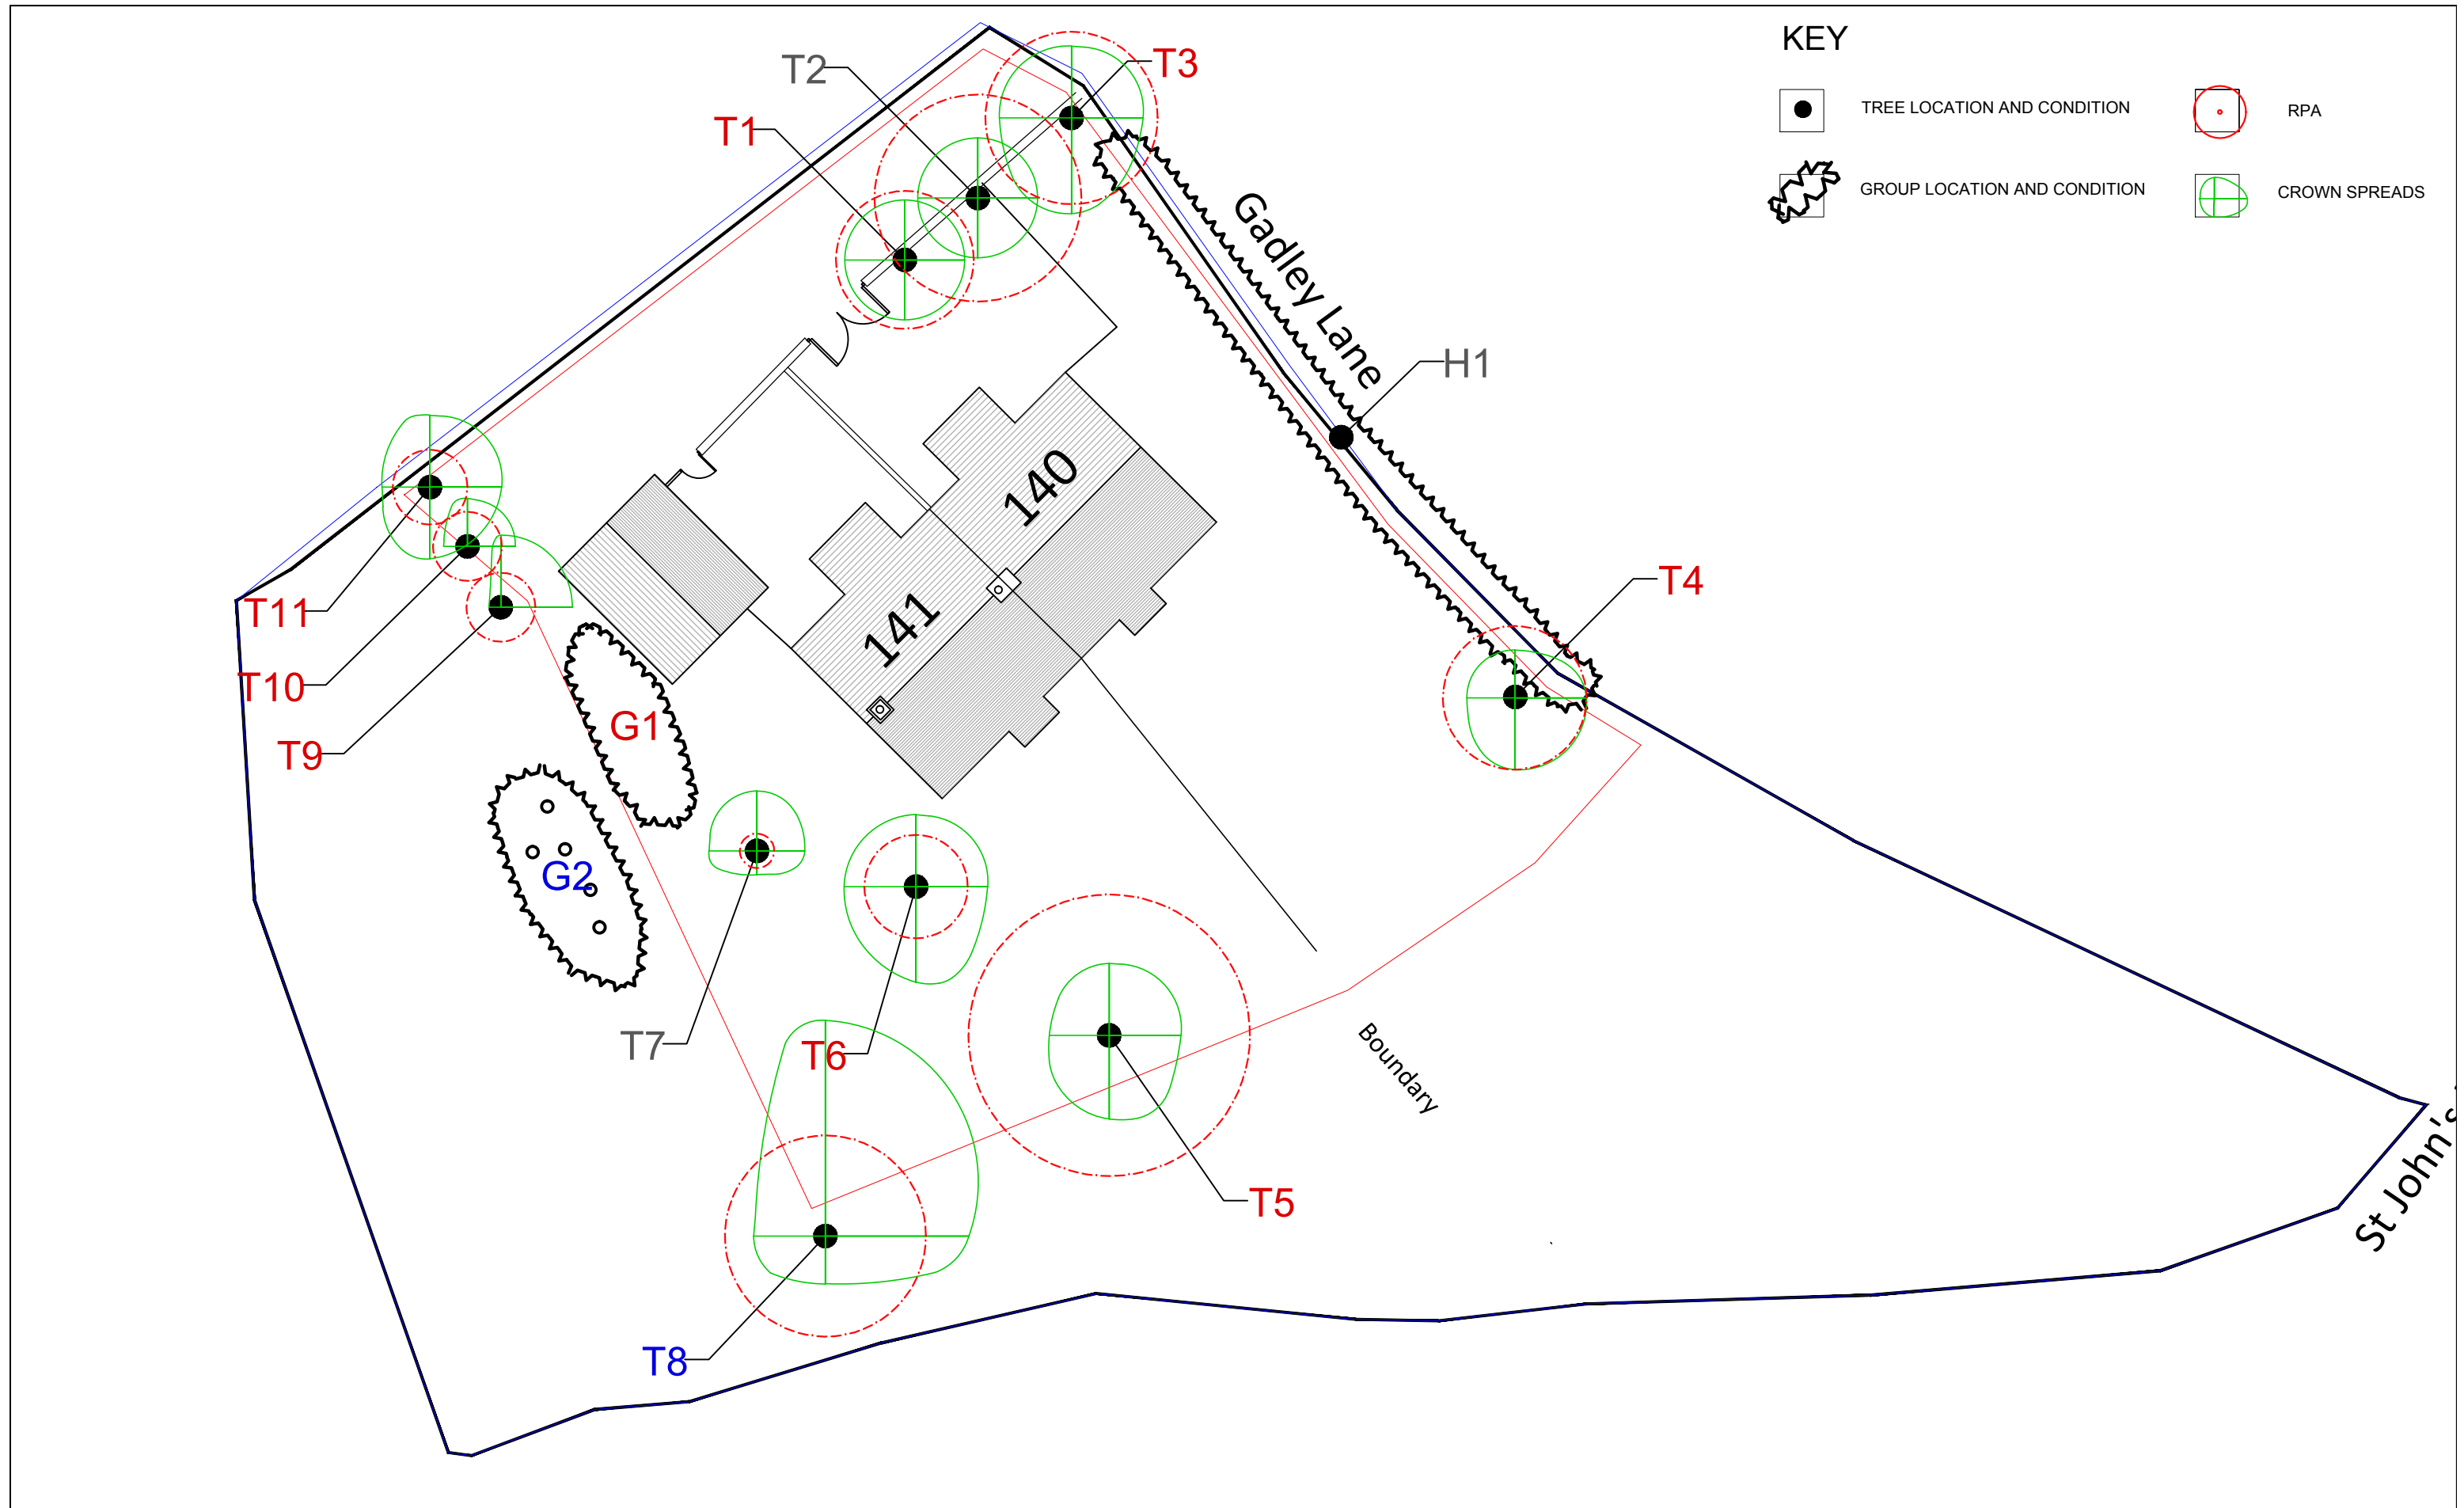 KEY
TREE LOCATION AND CONDITION
RPA
GROUP LOCATION AND CONDITION
CROWN SPREADS
T2
T3
T1
Gadley Lane
H1
140
T4
141
T11
T10
G1
T9
G2
T7
T6
Boundary
T5
St John's
T8